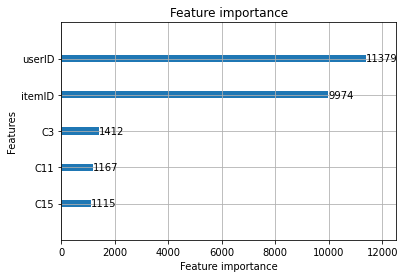 Feature importance
userID
11379
itemID
9974
C3
1412
C11
1167
C15
1115
Features
0 2000 4000 6000 8000 10000 12000
Feature importance